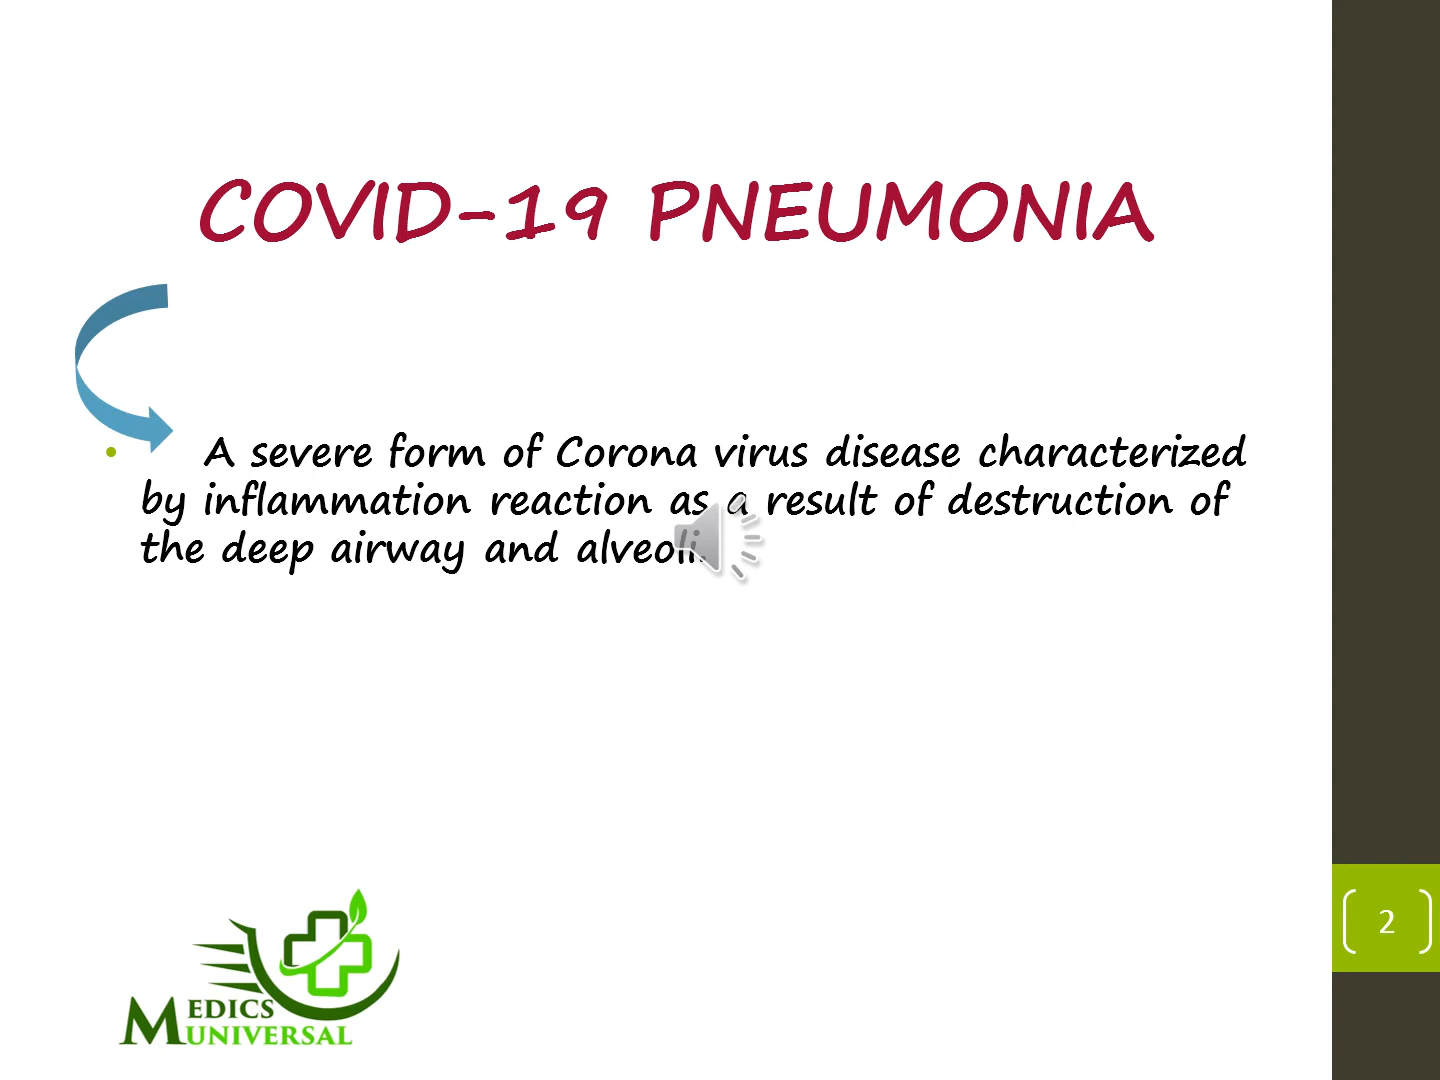 COVID-19 PNEUMONIA
• A severe form of Corona virus disease characterized
by inflammation reaction as a result of destruction of
the deep airway and alveoli.
2
MEDICS
UNIVERSAL